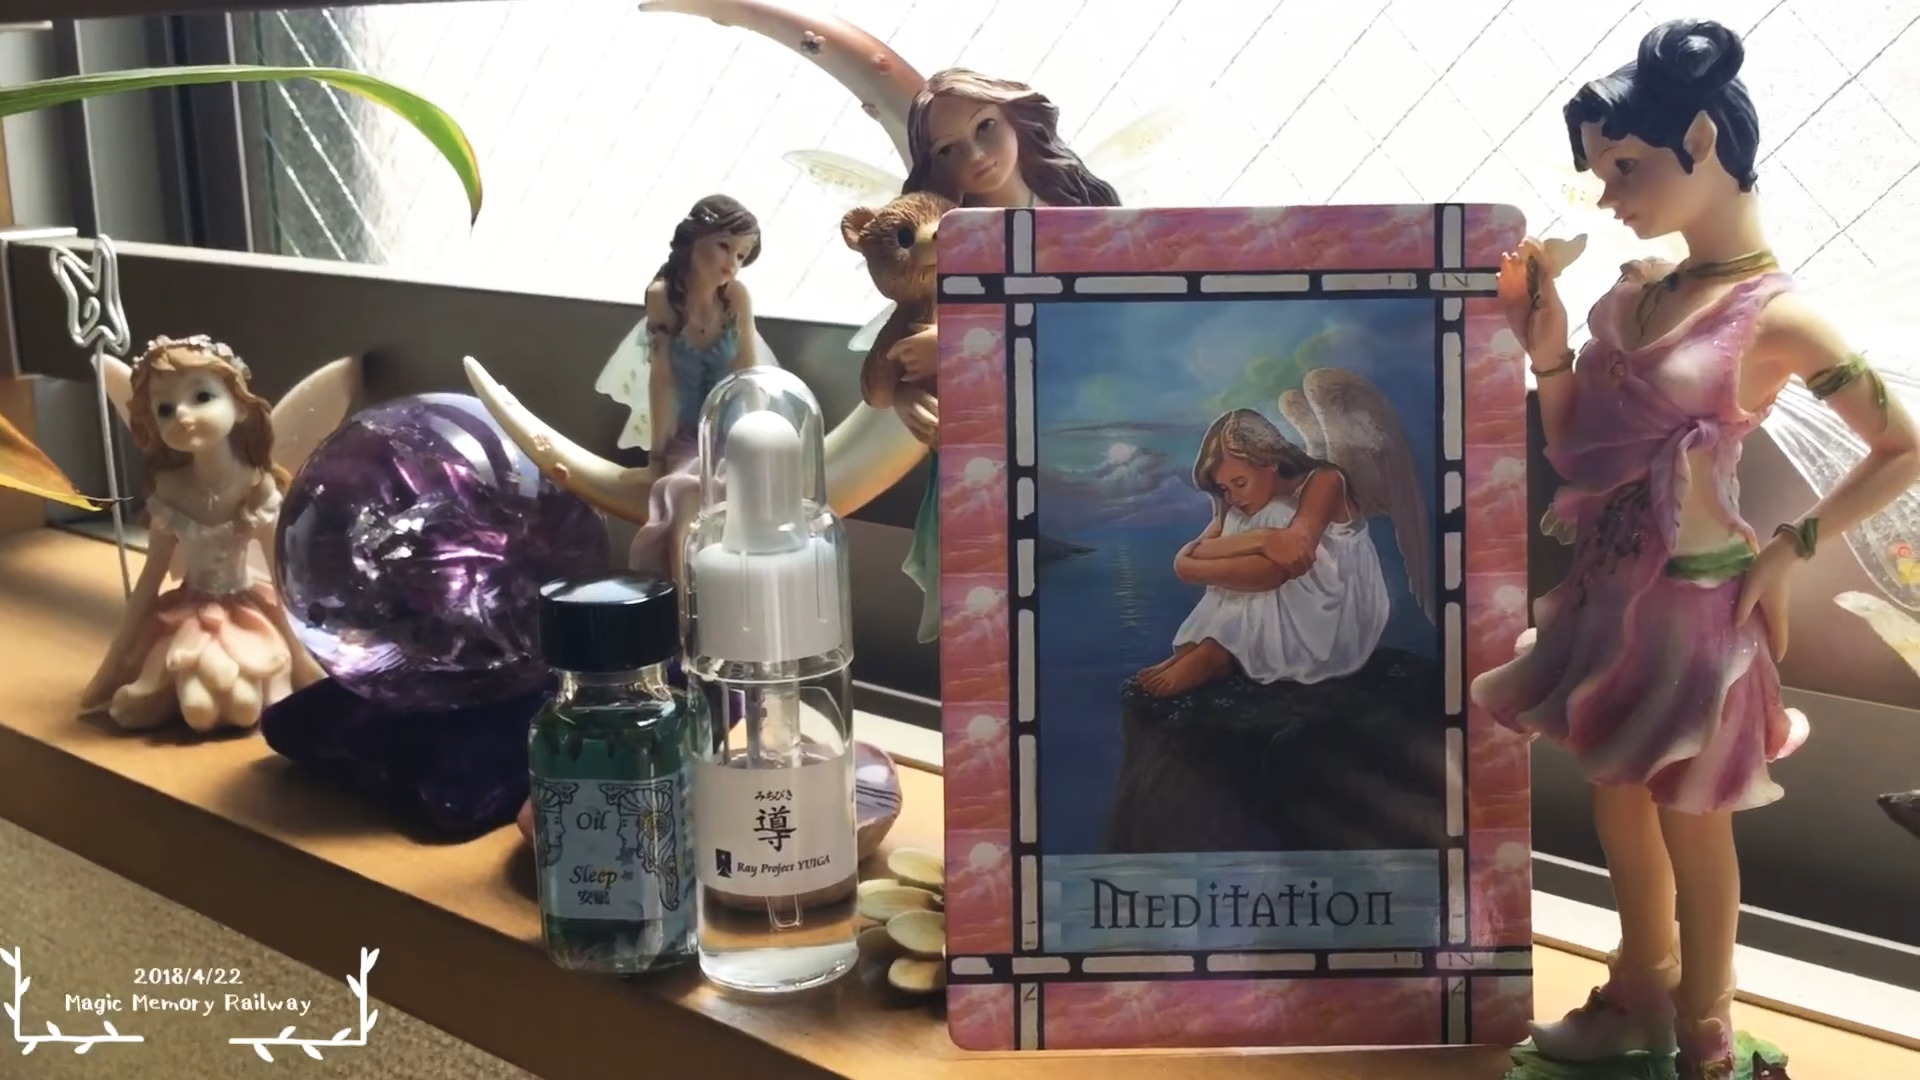 Oil
Sleep
安眠
みちびき
導
Ray Project YUIGA
MEDITATION
2018/4/22
Magic Memory Railway